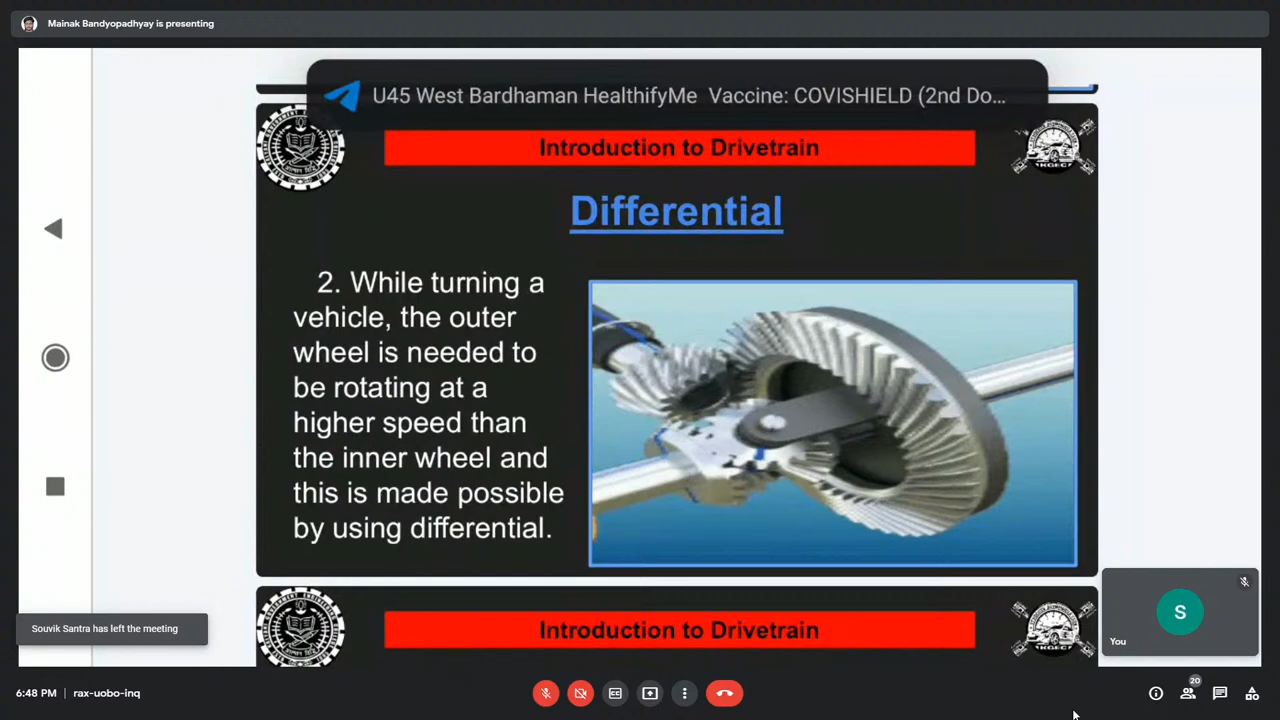 Mainak Bandyopadhyay is presenting
U45 West Bardhaman HealthifyMe Vaccine: COVISHIELD (2nd Do...
Introduction to Drivetrain
Differential
2. While turning a
vehicle, the outer
wheel is needed to
be rotating at a
higher speed than
the inner wheel and
this is made possible
by using differential.
KGEC
Souvik Santra has left the meeting
Introduction to Drivetrain
KGEC
S
You
6:48 PM | rax-uobo-inq
20